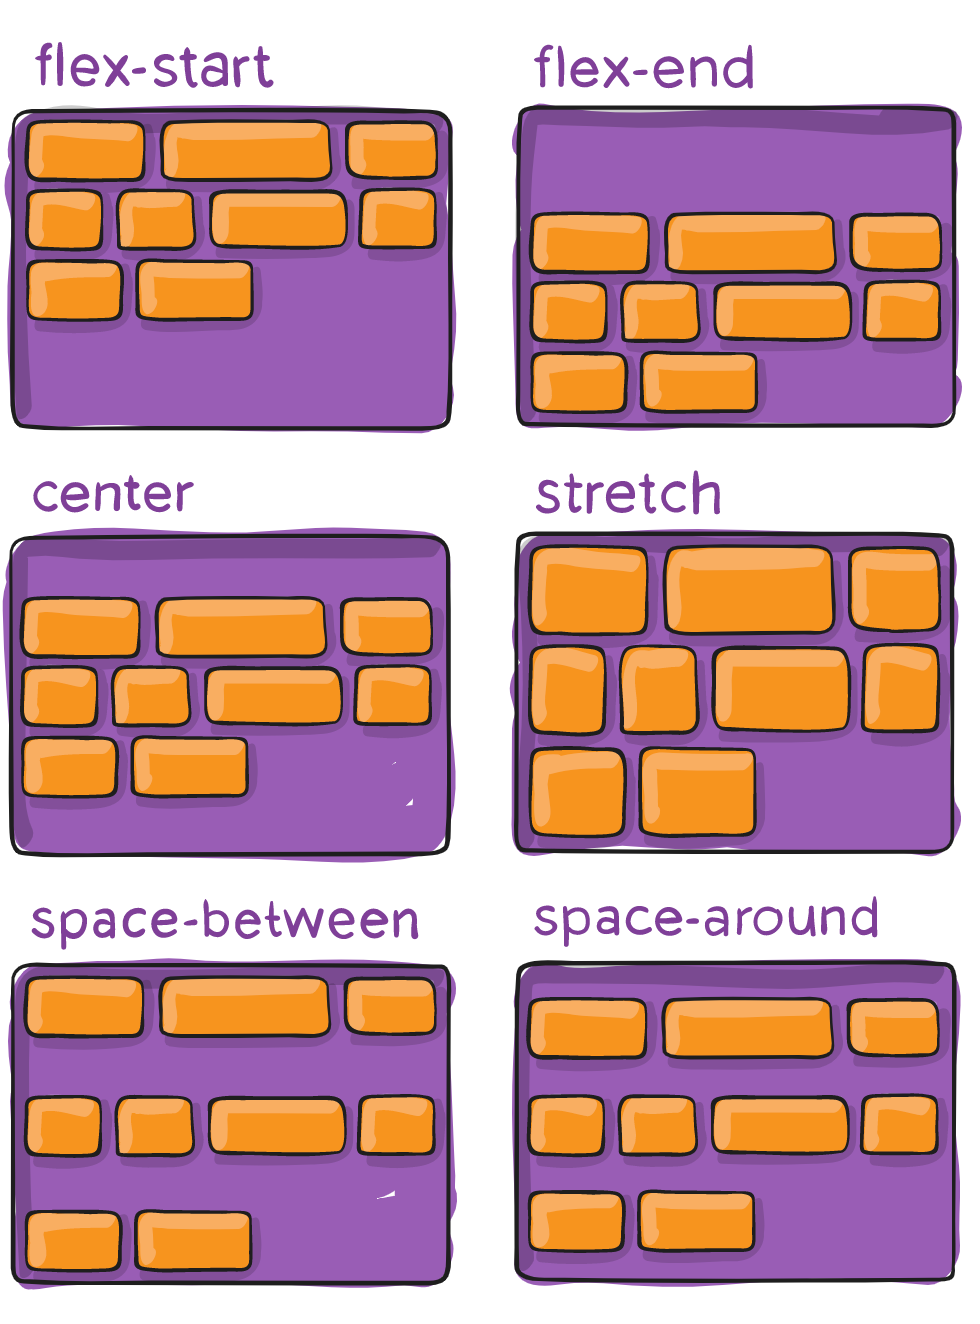 flex-start
flex-end
center
stretch
space-between
space-around